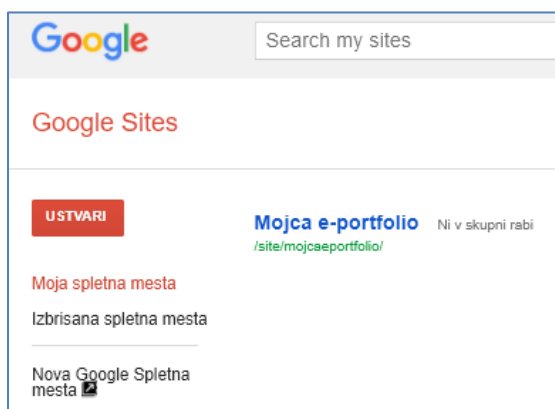 Google
Search my sites
Google Sites
USTVARI
Mojca e-portfolio Ni v skupni rabi
/site/mojcaeportfolio/
Moja spletna mesta
Izbrisana spletna mesta
Nova Google Spletna
mesta